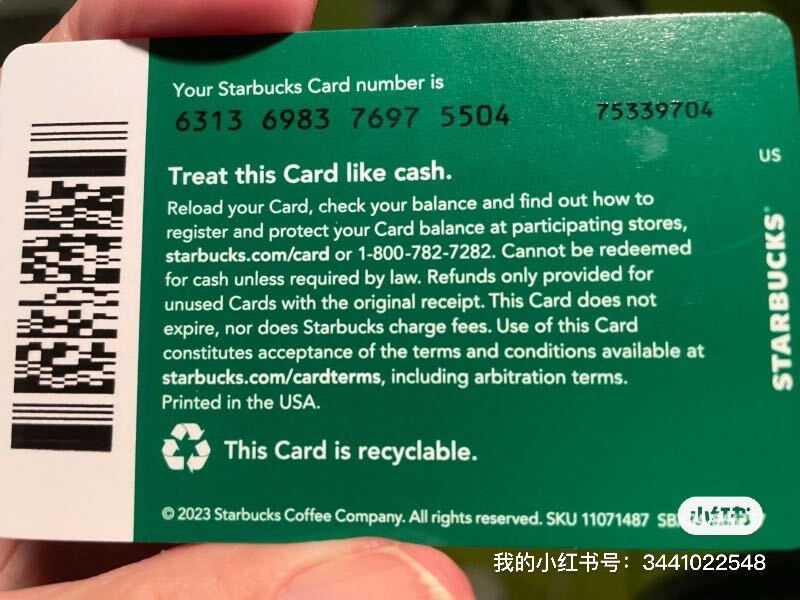 Your Starbucks Card number is
6313 6983 7697 5504 75339704
Treat this Card like cash.
Reload your Card, check your balance and find out how to
register and protect your Card balance at participating stores,
starbucks.com/card or 1-800-782-7282. Cannot be redeemed
for cash unless required by law. Refunds only provided for
unused Cards with the original receipt. This Card does not
expire, nor does Starbucks charge fees. Use of this Card
constitutes acceptance of the terms and conditions available at
starbucks.com/cardterms, including arbitration terms.
Printed in the USA.
This Card is recyclable.
© 2023 Starbucks Coffee Company. All rights reserved. SKU 11071487
US
STARBUCKS
小红书
我的小红书号：3441022548